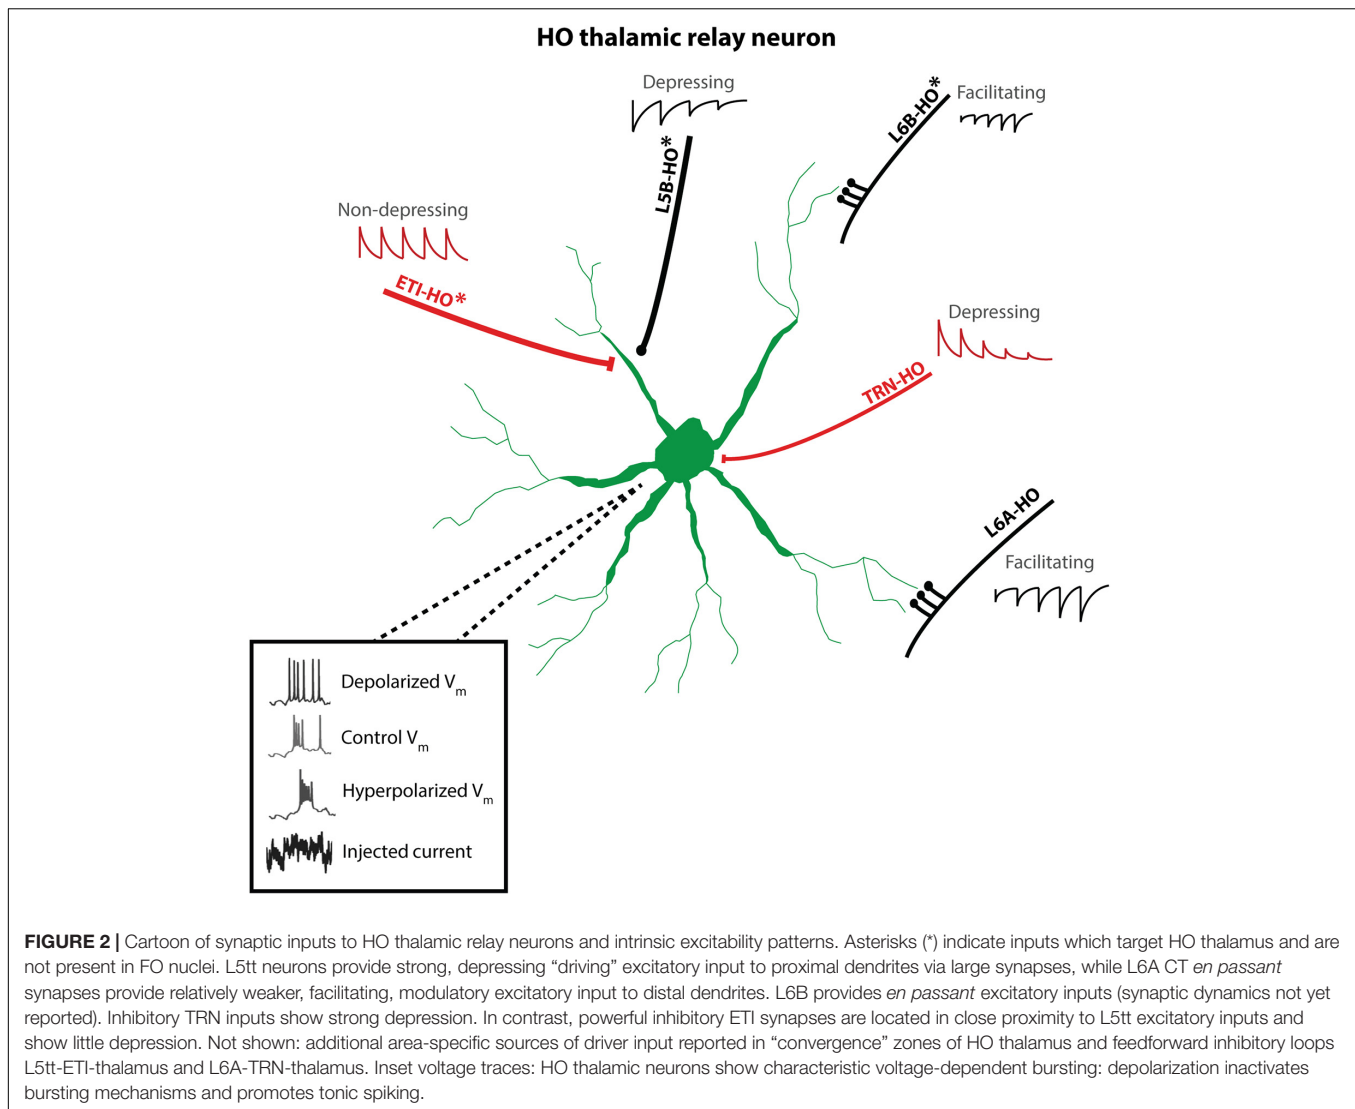 HO thalamic relay neuron
Depressing
L5B-HO*
Facilitating
L6B-HO*
Non-depressing
ETI-HO*
Depressing
TRN-HO
L6A-HO
Facilitating
Depolarized Vm
Control Vm
Hyperpolarized Vm
Injected current
FIGURE 2 | Cartoon of synaptic inputs to HO thalamic relay neurons and intrinsic excitability patterns. Asterisks (*) indicate inputs which target HO thalamus and are
not present in FO nuclei. L5tt neurons provide strong, depressing “driving” excitatory input to proximal dendrites via large synapses, while L6A CT en passant
synapses provide relatively weaker, facilitating, modulatory excitatory input to distal dendrites. L6B provides en passant excitatory inputs (synaptic dynamics not yet
reported). Inhibitory TRN inputs show strong depression. In contrast, powerful inhibitory ETI synapses are located in close proximity to L5tt excitatory inputs and
show little depression. Not shown: additional area-specific sources of driver input reported in “convergence” zones of HO thalamus and feedforward inhibitory loops
L5tt-ETI-thalamus and L6A-TRN-thalamus. Inset voltage traces: HO thalamic neurons show characteristic voltage-dependent bursting: depolarization inactivates
bursting mechanisms and promotes tonic spiking.